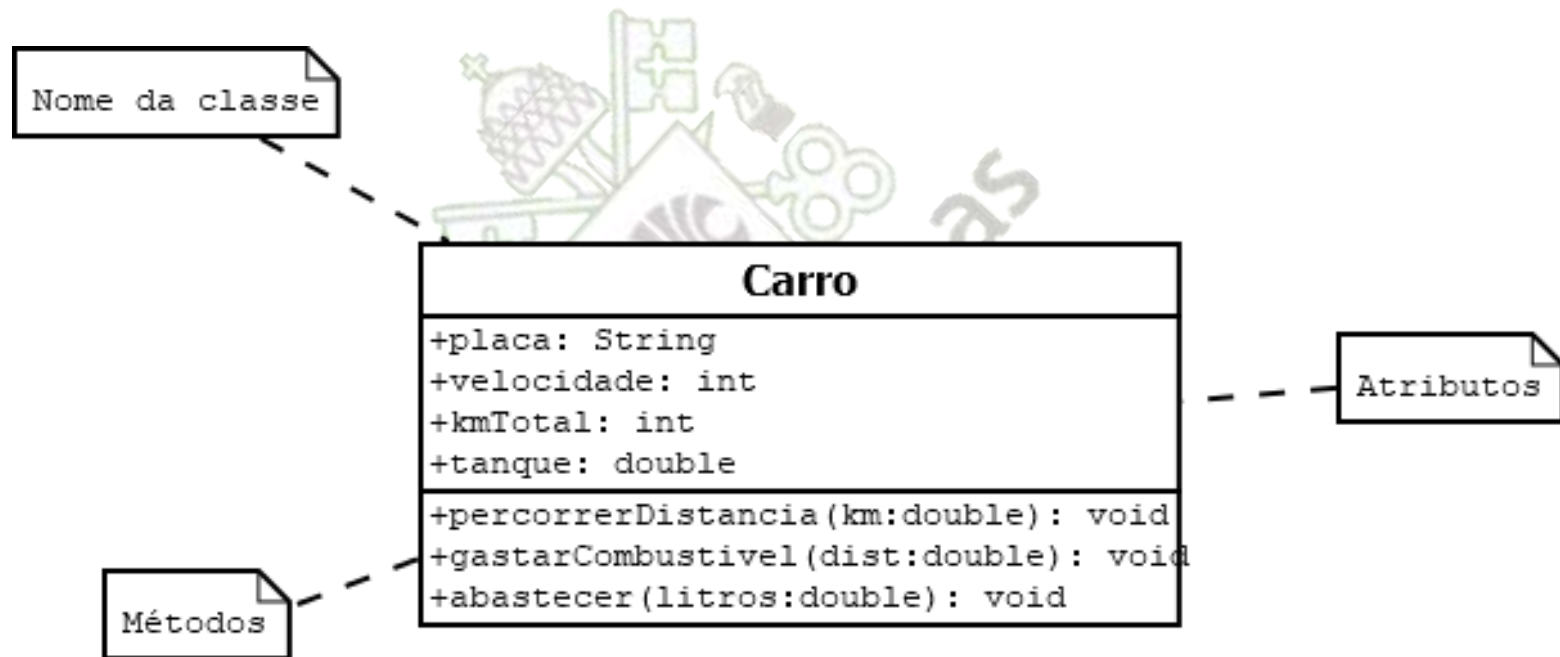 Nome da classe
as
Carro
+placa: String
+velocidade: int
+kmTotal: int
+tanque: double
Atributos
+percorrerDistancia(km:double): void
+gastarCombustivel(dist:double): void
+abastecer(litros:double): void
Métodos